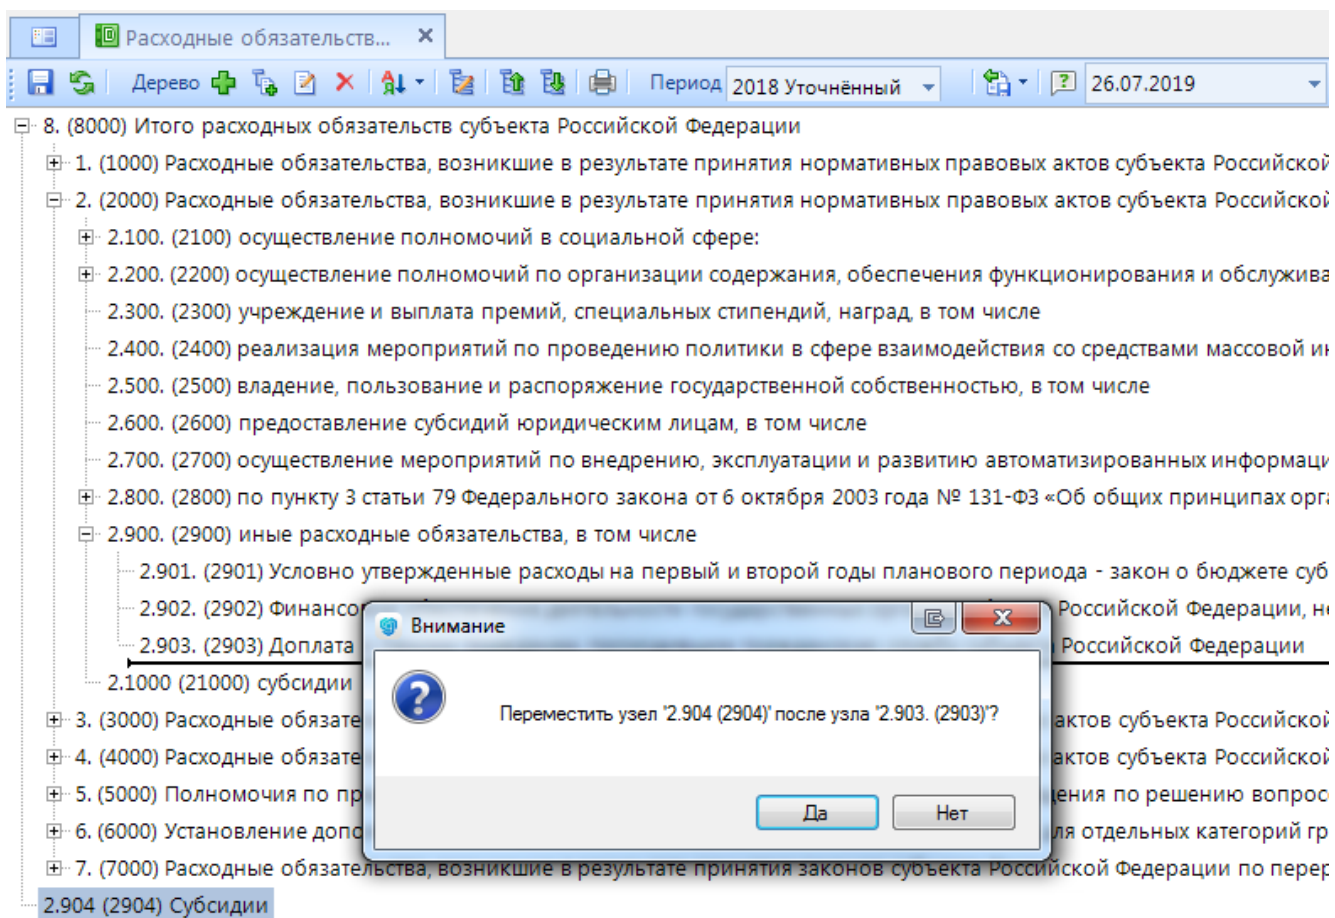 Расходные обязательств...
Дерево Период 2018 Уточнённый 26.07.2019
8. (8000) Итого расходных обязательств субъекта Российской Федерации
1. (1000) Расходные обязательства, возникшие в результате принятия нормативных правовых актов субъекта Российской
2. (2000) Расходные обязательства, возникшие в результате принятия нормативных правовых актов субъекта Российской
2.100. (2100) осуществление полномочий в социальной сфере:
2.200. (2200) осуществление полномочий по организации содержания, обеспечения функционирования и обслужива
2.300. (2300) учреждение и выплата премий, специальных стипендий, наград, в том числе
2.400. (2400) реализация мероприятий по проведению политики в сфере взаимодействия со средствами массовой ин
2.500. (2500) владение, пользование и распоряжение государственной собственностью, в том числе
2.600. (2600) предоставление субсидий юридическим лицам, в том числе
2.700. (2700) осуществление мероприятий по внедрению, эксплуатации и развитию автоматизированных информаци
2.800. (2800) по пункту 3 статьи 79 Федерального закона от 6 октября 2003 года № 131-ФЗ «Об общих принципах орга
2.900. (2900) иные расходные обязательства, в том числе
2.901. (2901) Условно утвержденные расходы на первый и второй годы планового периода - закон о бюджете суб
2.902. (2902) Финансо Российской Федерации, не
2.903. (2903) Доплата Российской Федерации
2.1000 (21000) субсидии
3. (3000) Расходные обязате актов субъекта Российской
4. (4000) Расходные обязате актов субъекта Российской
5. (5000) Полномочия по пр дения по решению вопрос
6. (6000) Установление допо ля отдельных категорий гр
7. (7000) Расходные обязательства, возникшие в результате принятия законов субъекта Российской Федерации по перер
2.904 (2904) Субсидии
Внимание
Переместить узел '2.904 (2904)' после узла '2.903. (2903)'?
Да Нет